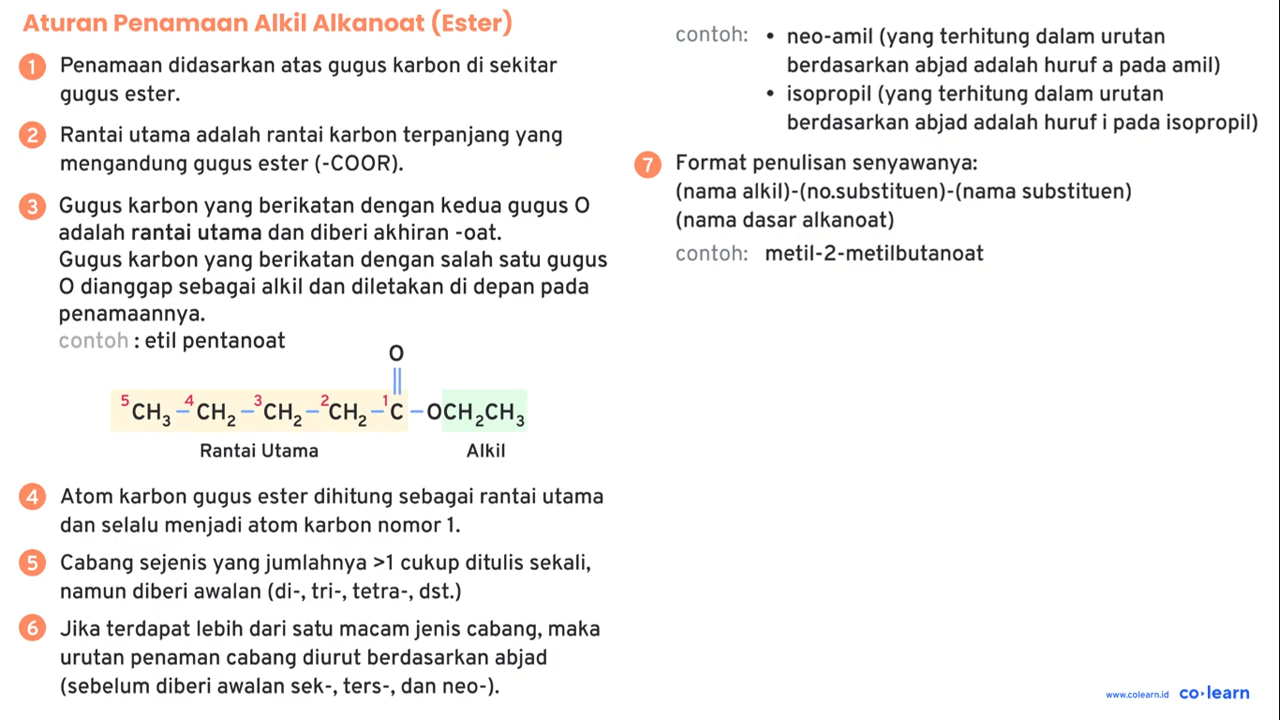 Aturan Penamaan Alkil Alkanoat (Ester)
1 Penamaan didasarkan atas gugus karbon di sekitar
gugus ester.
2 Rantai utama adalah rantai karbon terpanjang yang
mengandung gugus ester (-COOR).
3 Gugus karbon yang berikatan dengan kedua gugus O
adalah rantai utama dan diberi akhiran -oat.
Gugus karbon yang berikatan dengan salah satu gugus
O dianggap sebagai alkil dan diletakan di depan pada
penamaannya.
contoh : etil pentanoat
O
||
⁵CH₃–⁴CH₂–³CH₂–²CH₂–¹C–OCH₂CH₃
Rantai Utama Alkil
4 Atom karbon gugus ester dihitung sebagai rantai utama
dan selalu menjadi atom karbon nomor 1.
5 Cabang sejenis yang jumlahnya >1 cukup ditulis sekali,
namun diberi awalan (di-, tri-, tetra-, dst.)
6 Jika terdapat lebih dari satu macam jenis cabang, maka
urutan penaman cabang diurut berdasarkan abjad
(sebelum diberi awalan sek-, ters-, dan neo-).
contoh: • neo-amil (yang terhitung dalam urutan
berdasarkan abjad adalah huruf a pada amil)
• isopropil (yang terhitung dalam urutan
berdasarkan abjad adalah huruf i pada isopropil)
7 Format penulisan senyawanya:
(nama alkil)-(no.substituen)-(nama substituen)
(nama dasar alkanoat)
contoh: metil-2-metilbutanoat
www.colearn.id co·learn